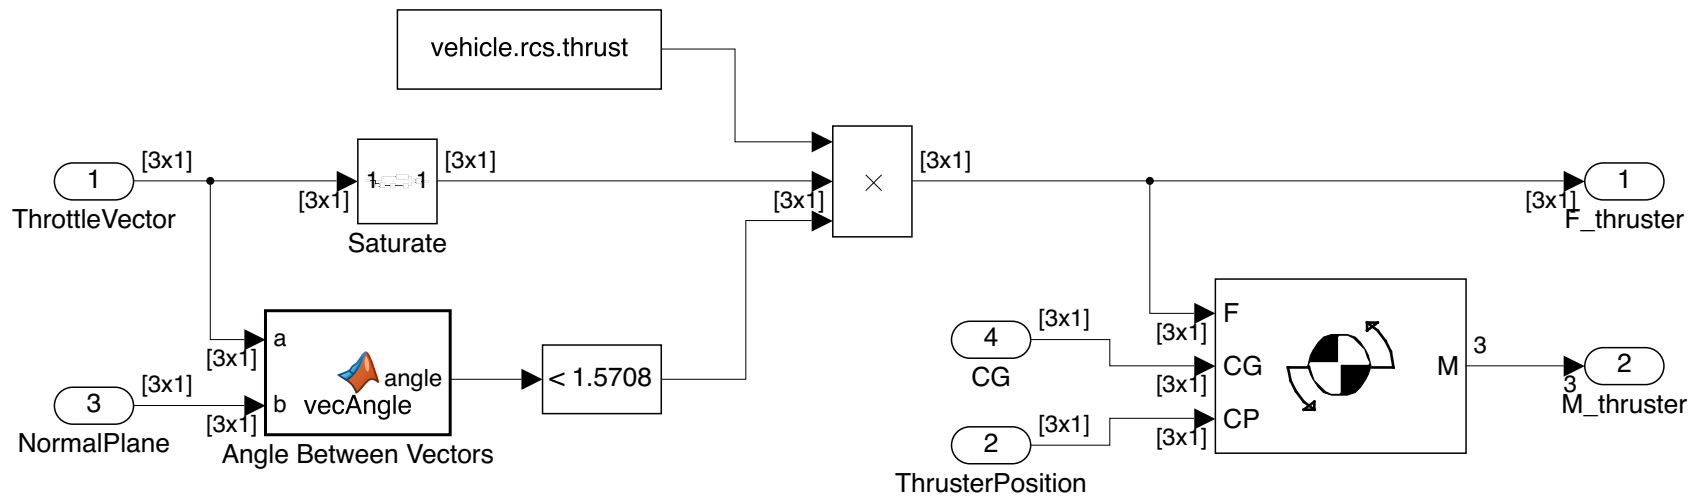 vehicle.rcs.thrust
1
[3x1]
ThrottleVector
[3x1]
1
1
Saturate
[3x1]
[3x1]
×
[3x1]
[3x1]
1
F_thruster
a
[3x1]
3
[3x1]
NormalPlane
b
[3x1]
angle
vecAngle
Angle Between Vectors
< 1.5708
4
[3x1]
CG
2
[3x1]
ThrusterPosition
F
[3x1]
CG
[3x1]
CP
[3x1]
M
3
3
2
M_thruster